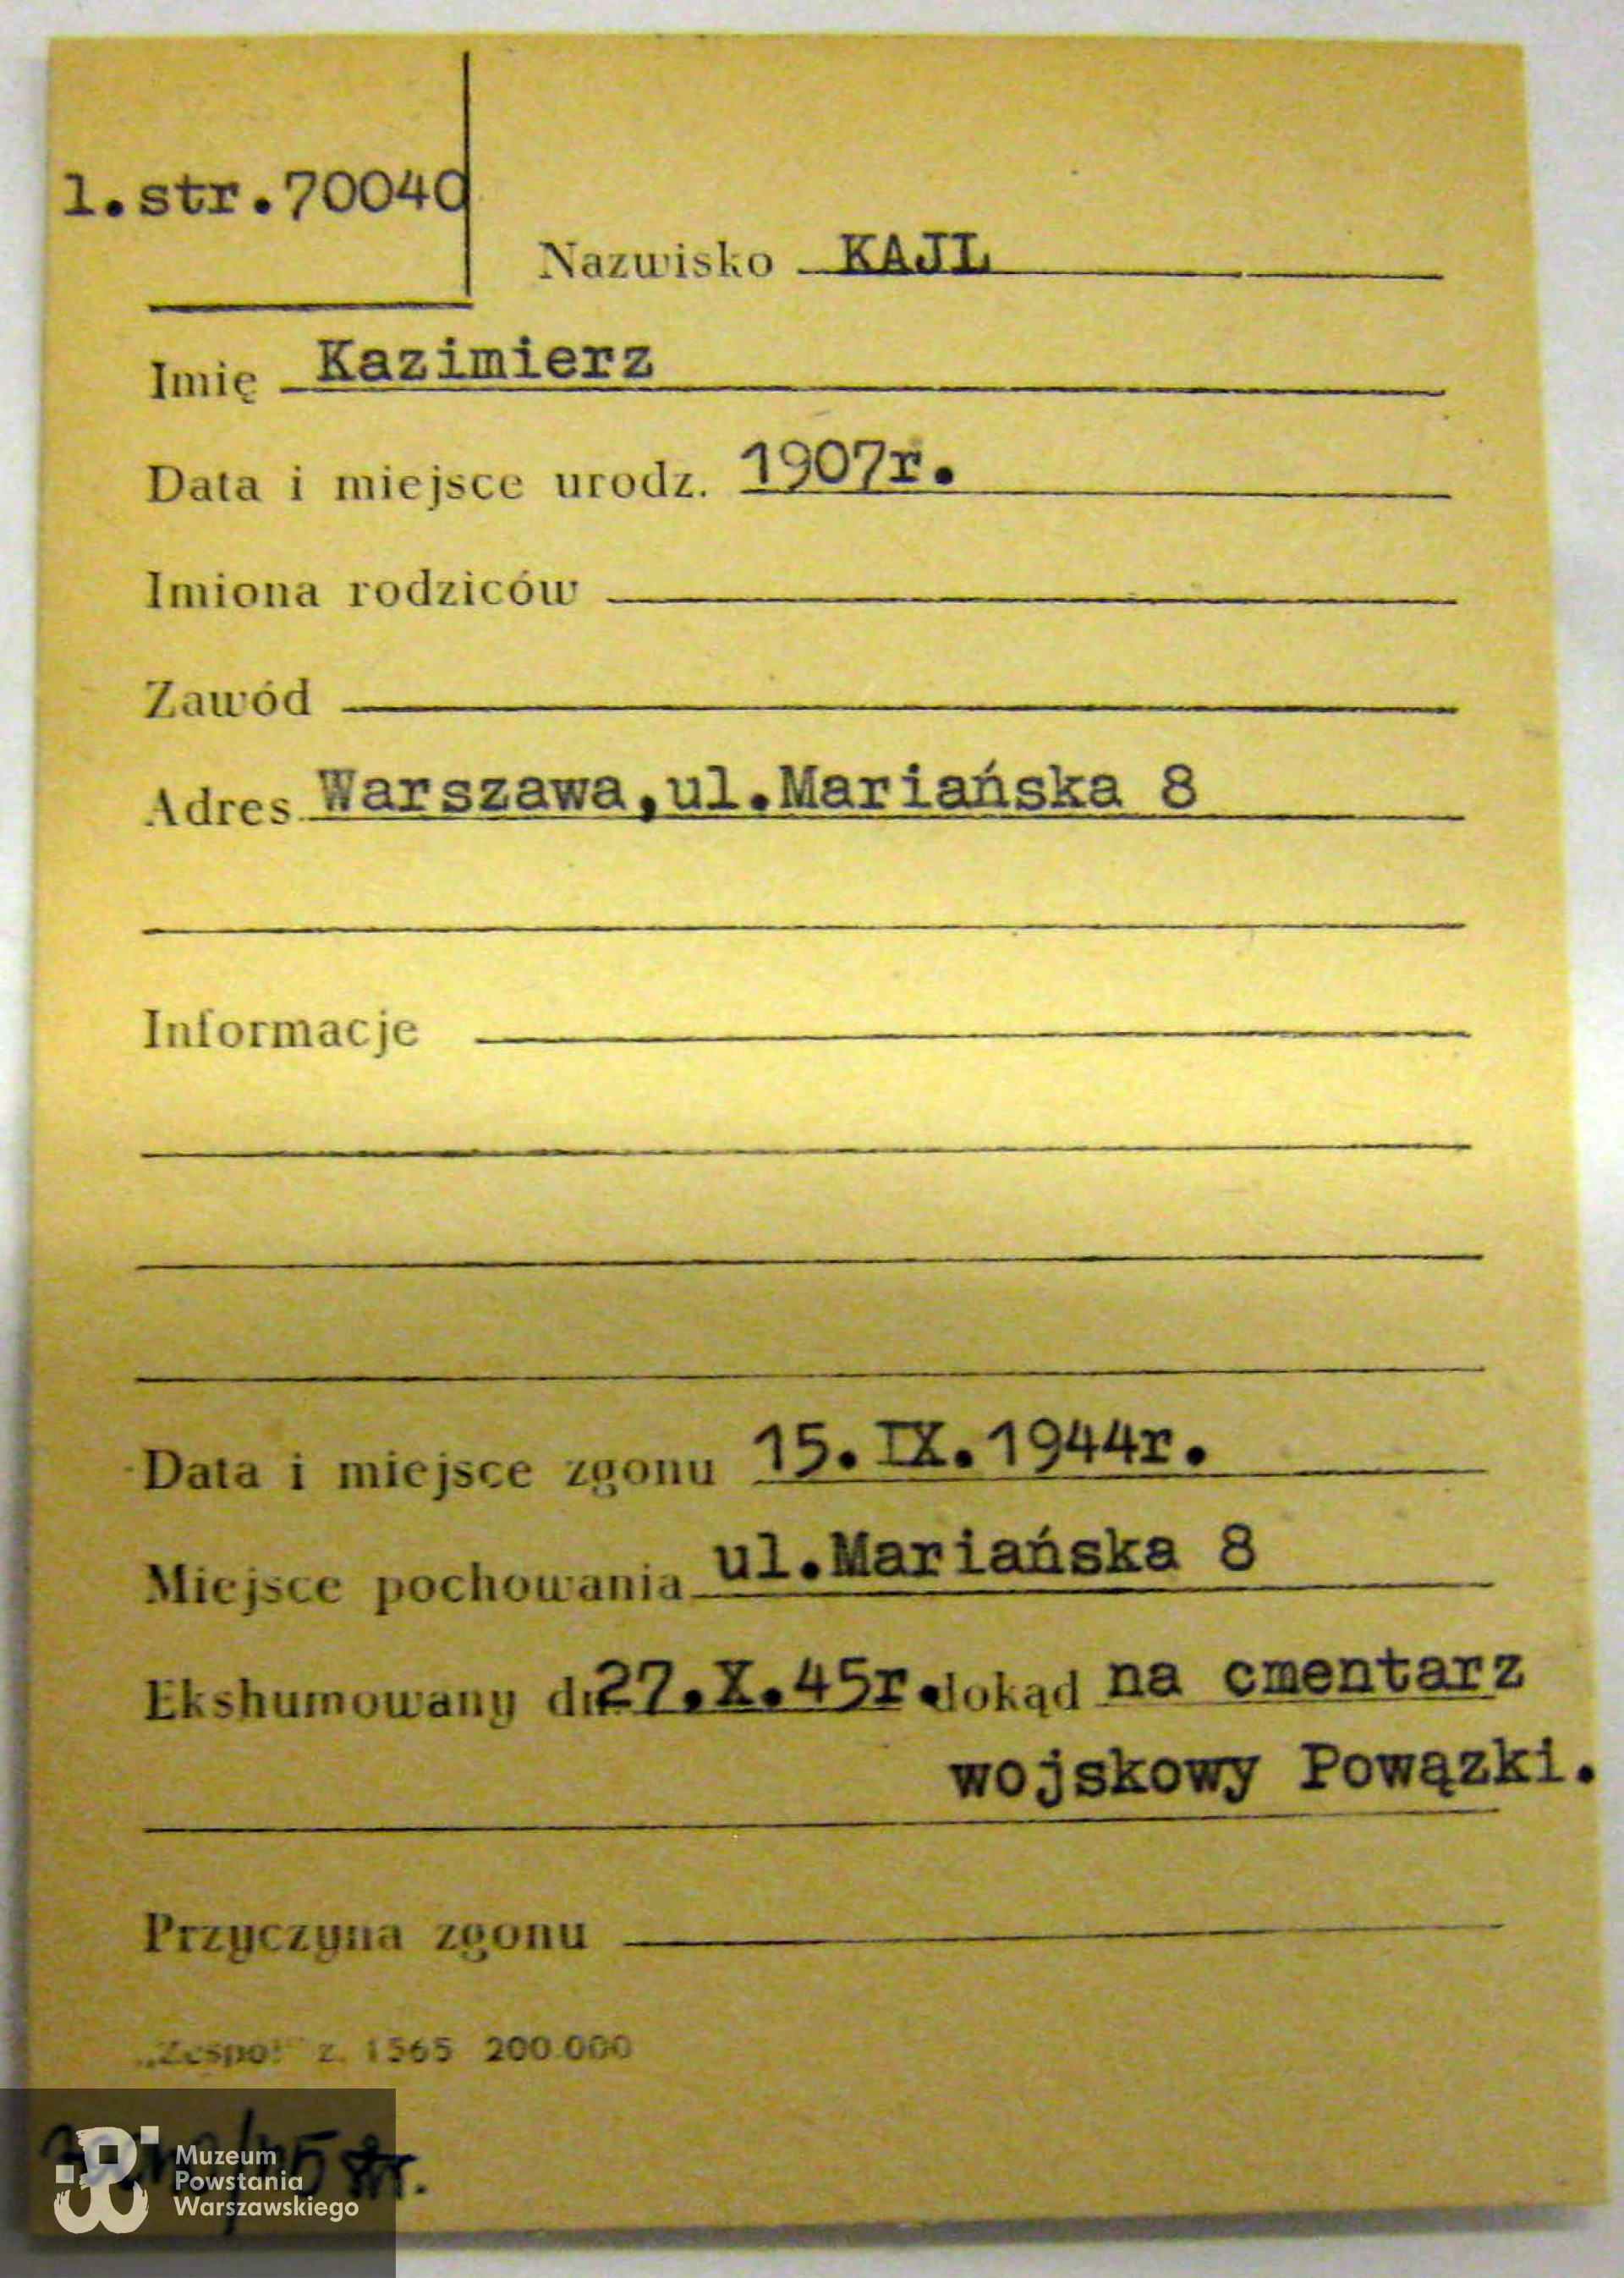 l.str.70040
Nazwisko KAJL
Imię Kazimierz
Data i miejsce urodz. 1907r.
Imiona rodziców
Zawód
Adres Warszawa,ul.Mariańska 8
Informacje
Data i miejsce zgonu 15.IX.1944r.
Miejsce pochowania ul.Mariańska 8
Ekshumowany dn 27.X.45r. dokąd na cmentarz
wojskowy Powązki.
Przyczyna zgonu
„Zespół" z. 1565 200.000
Muzeum
Powstania
Warszawskiego